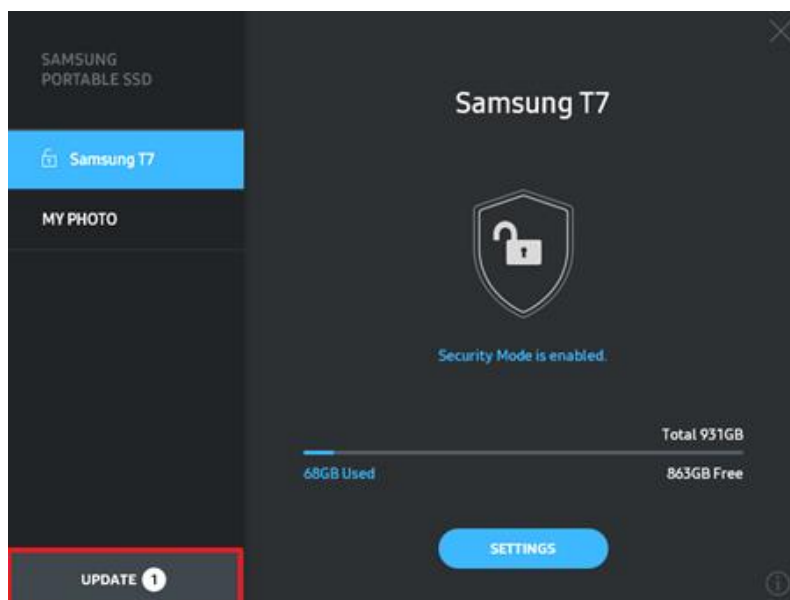 SAMSUNG
PORTABLE SSD
Samsung T7
MY PHOTO
UPDATE 1
Samsung T7
Security Mode is enabled.
Total 931GB
68GB Used
863GB Free
SETTINGS